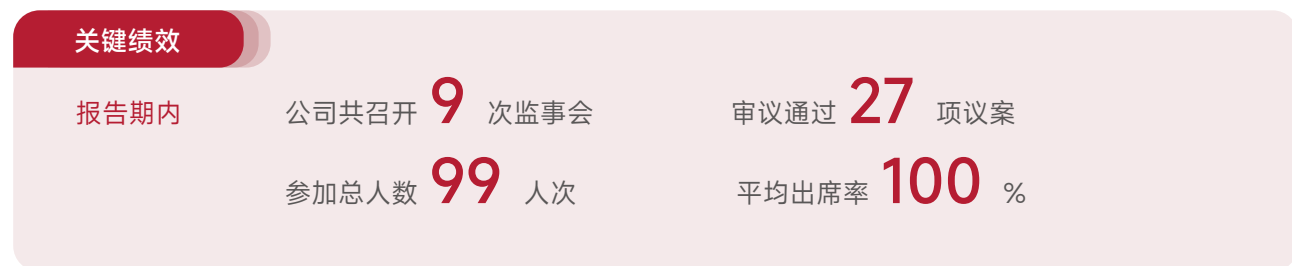 关键绩效
报告期内 公司共召开 9 次监事会 审议通过 27 项议案
参加总人数 99 人次 平均出席率 100 %